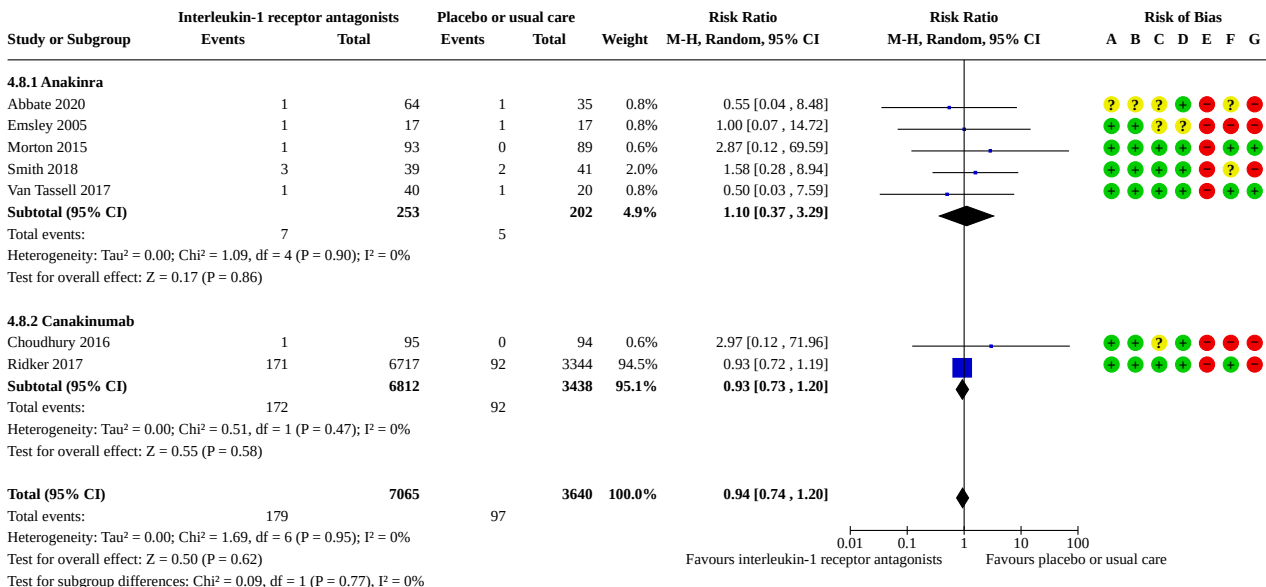 Interleukin-1 receptor antagonists Placebo or usual care Risk Ratio Risk Ratio Risk of Bias
Study or Subgroup Events Total Events Total Weight M-H, Random, 95% CI M-H, Random, 95% CI A B C D E F G
4.8.1 Anakinra
Abbate 2020 1 64 1 35 0.8% 0.55 [0.04 , 8.48] ? ? ? + − ? −
Emsley 2005 1 17 1 17 0.8% 1.00 [0.07 , 14.72] + + ? ? − − −
Morton 2015 1 93 0 89 0.6% 2.87 [0.12 , 69.59] + + + + − + +
Smith 2018 3 39 2 41 2.0% 1.58 [0.28 , 8.94] + + + + − ? −
Van Tassell 2017 1 40 1 20 0.8% 0.50 [0.03 , 7.59] + + + + − + +
Subtotal (95% CI) 253 202 4.9% 1.10 [0.37 , 3.29]
Total events: 7 5
Heterogeneity: Tau² = 0.00; Chi² = 1.09, df = 4 (P = 0.90); I² = 0%
Test for overall effect: Z = 0.17 (P = 0.86)
4.8.2 Canakinumab
Choudhury 2016 1 95 0 94 0.6% 2.97 [0.12 , 71.96] + + ? + − − −
Ridker 2017 171 6717 92 3344 94.5% 0.93 [0.72 , 1.19] + + + + − + −
Subtotal (95% CI) 6812 3438 95.1% 0.93 [0.73 , 1.20]
Total events: 172 92
Heterogeneity: Tau² = 0.00; Chi² = 0.51, df = 1 (P = 0.47); I² = 0%
Test for overall effect: Z = 0.55 (P = 0.58)
Total (95% CI) 7065 3640 100.0% 0.94 [0.74 , 1.20]
Total events: 179 97
Heterogeneity: Tau² = 0.00; Chi² = 1.69, df = 6 (P = 0.95); I² = 0%
0.01 0.1 1 10 100
Test for overall effect: Z = 0.50 (P = 0.62)
Favours interleukin-1 receptor antagonists Favours placebo or usual care
Test for subgroup differences: Chi² = 0.09, df = 1 (P = 0.77), I² = 0%